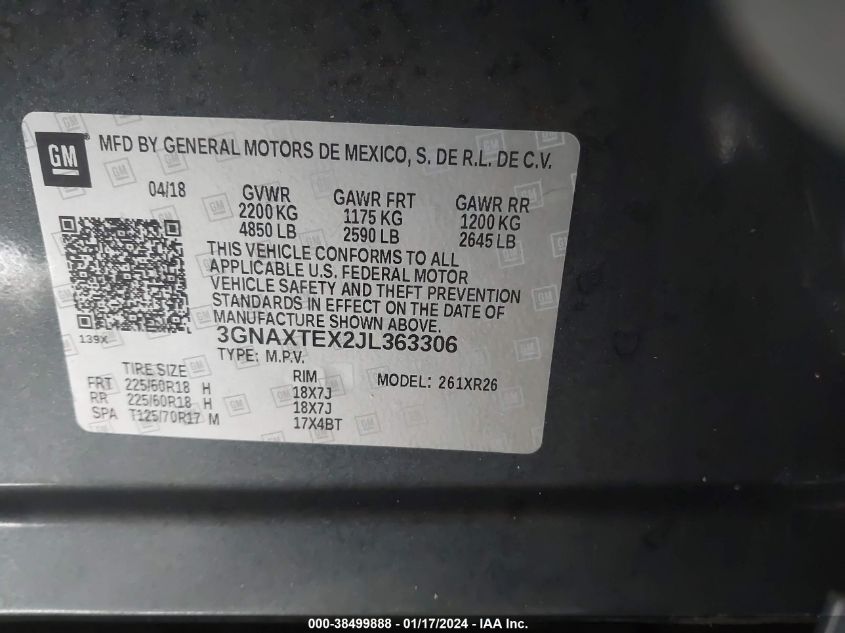 GM
MFD BY GENERAL MOTORS DE MEXICO, S. DE R.L. DE C.V.
04/18 GVWR GAWR FRT GAWR RR
2200 KG 1175 KG 1200 KG
4850 LB 2590 LB 2645 LB
THIS VEHICLE CONFORMS TO ALL
APPLICABLE U.S. FEDERAL MOTOR
VEHICLE SAFETY AND THEFT PREVENTION
STANDARDS IN EFFECT ON THE DATE OF
MANUFACTURE SHOWN ABOVE.
139X 3GNAXTEX2JL363306
TYPE: M.P.V.
TIRE SIZE RIM MODEL: 261XR26
FRT 225/60R18 H 18X7J
RR 225/60R18 H 18X7J
SPA T125/70R17 M 17X4BT
000-38499888 - 01/17/2024 - IAA Inc.